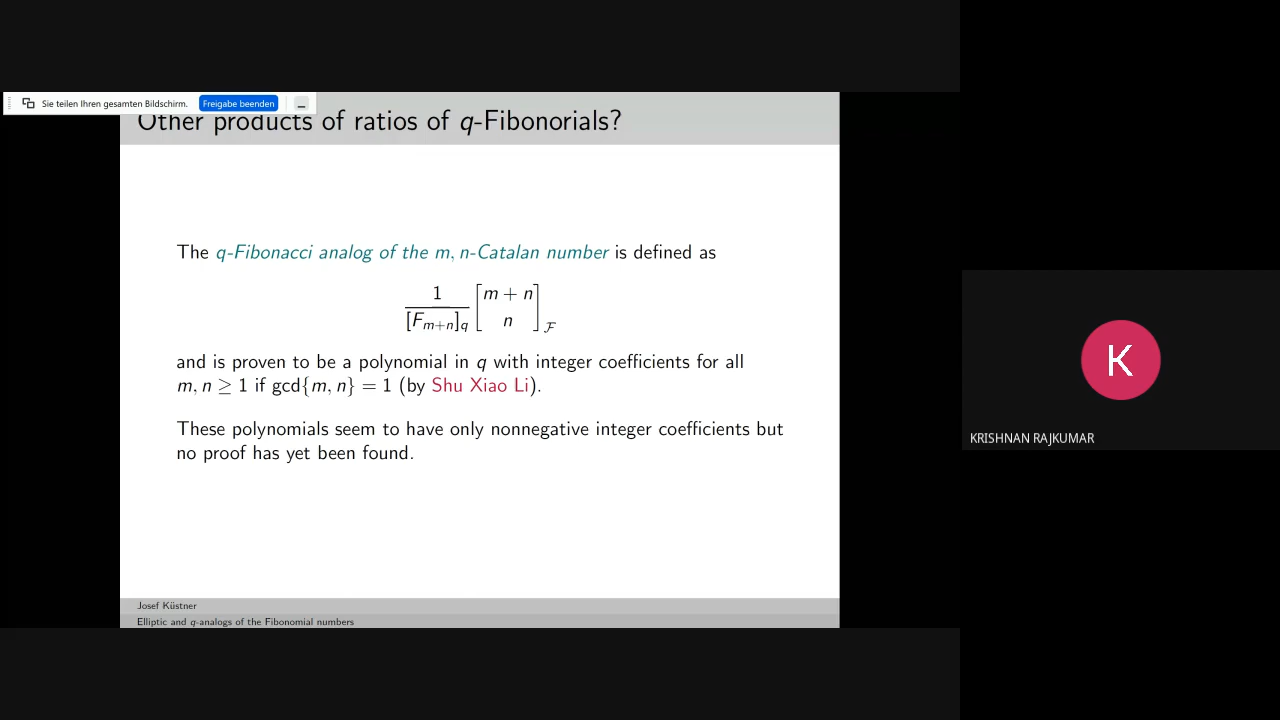 Sie teilen Ihren gesamten Bildschirm. Freigabe beenden
Other products of ratios of q-Fibonorials?
The q-Fibonacci analog of the m, n-Catalan number is defined as
1/[F_{m+n}]_q [m + n / n]_ℱ
and is proven to be a polynomial in q with integer coefficients for all
m, n ≥ 1 if gcd{m, n} = 1 (by Shu Xiao Li).
These polynomials seem to have only nonnegative integer coefficients but
no proof has yet been found.
K
KRISHNAN RAJKUMAR
Josef Küstner
Elliptic and q-analogs of the Fibonomial numbers